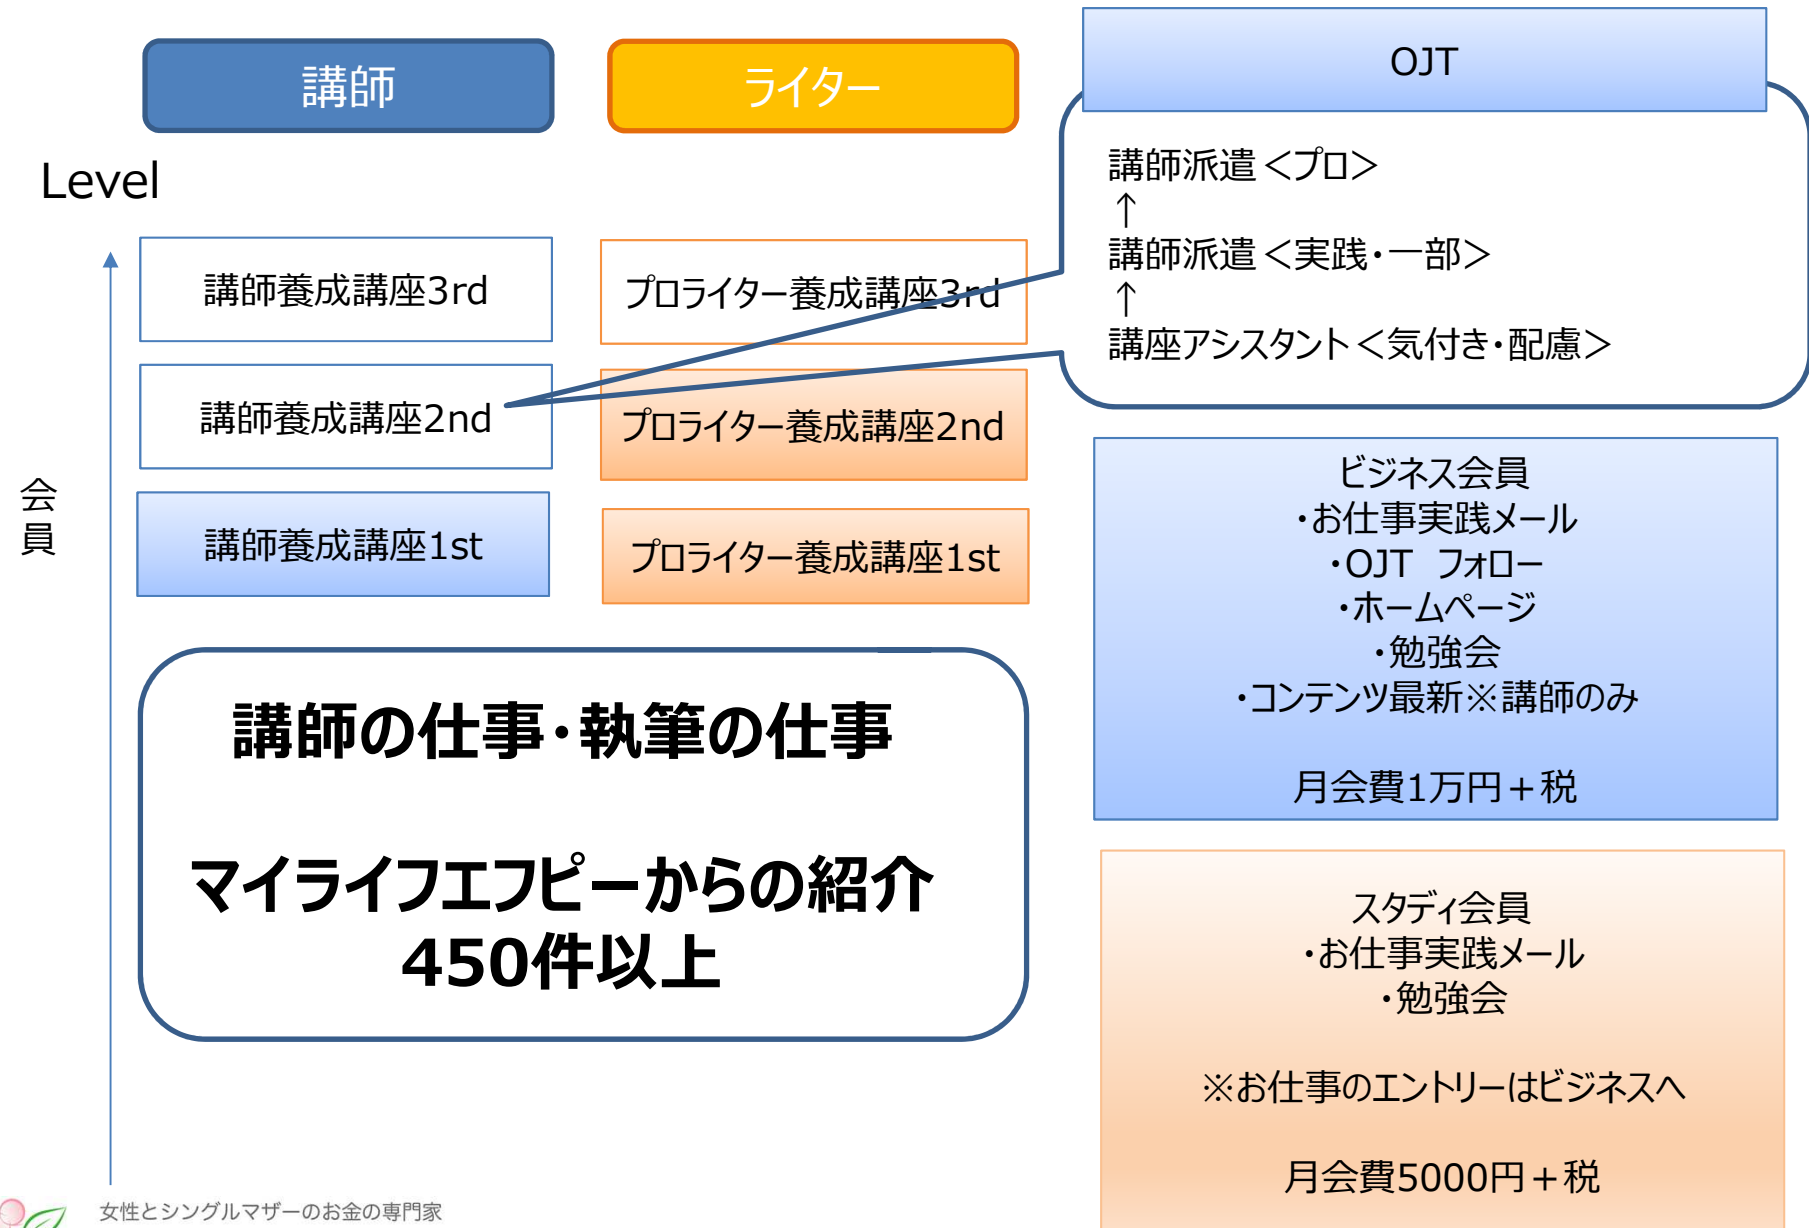 講師
ライター
OJT
Level
講師派遣＜プロ＞
↑
講師派遣＜実践・一部＞
↑
講座アシスタント＜気付き・配慮＞
講師養成講座3rd
プロライター養成講座3rd
講師養成講座2nd
プロライター養成講座2nd
講師養成講座1st
プロライター養成講座1st
会員
ビジネス会員
・お仕事実践メール
・OJT　フォロー
・ホームページ
・勉強会
・コンテンツ最新※講師のみ
月会費1万円＋税
講師の仕事・執筆の仕事
マイライフエフピーからの紹介
450件以上
スタディ会員
・お仕事実践メール
・勉強会
※お仕事のエントリーはビジネスへ
月会費5000円＋税
女性とシングルマザーのお金の専門家